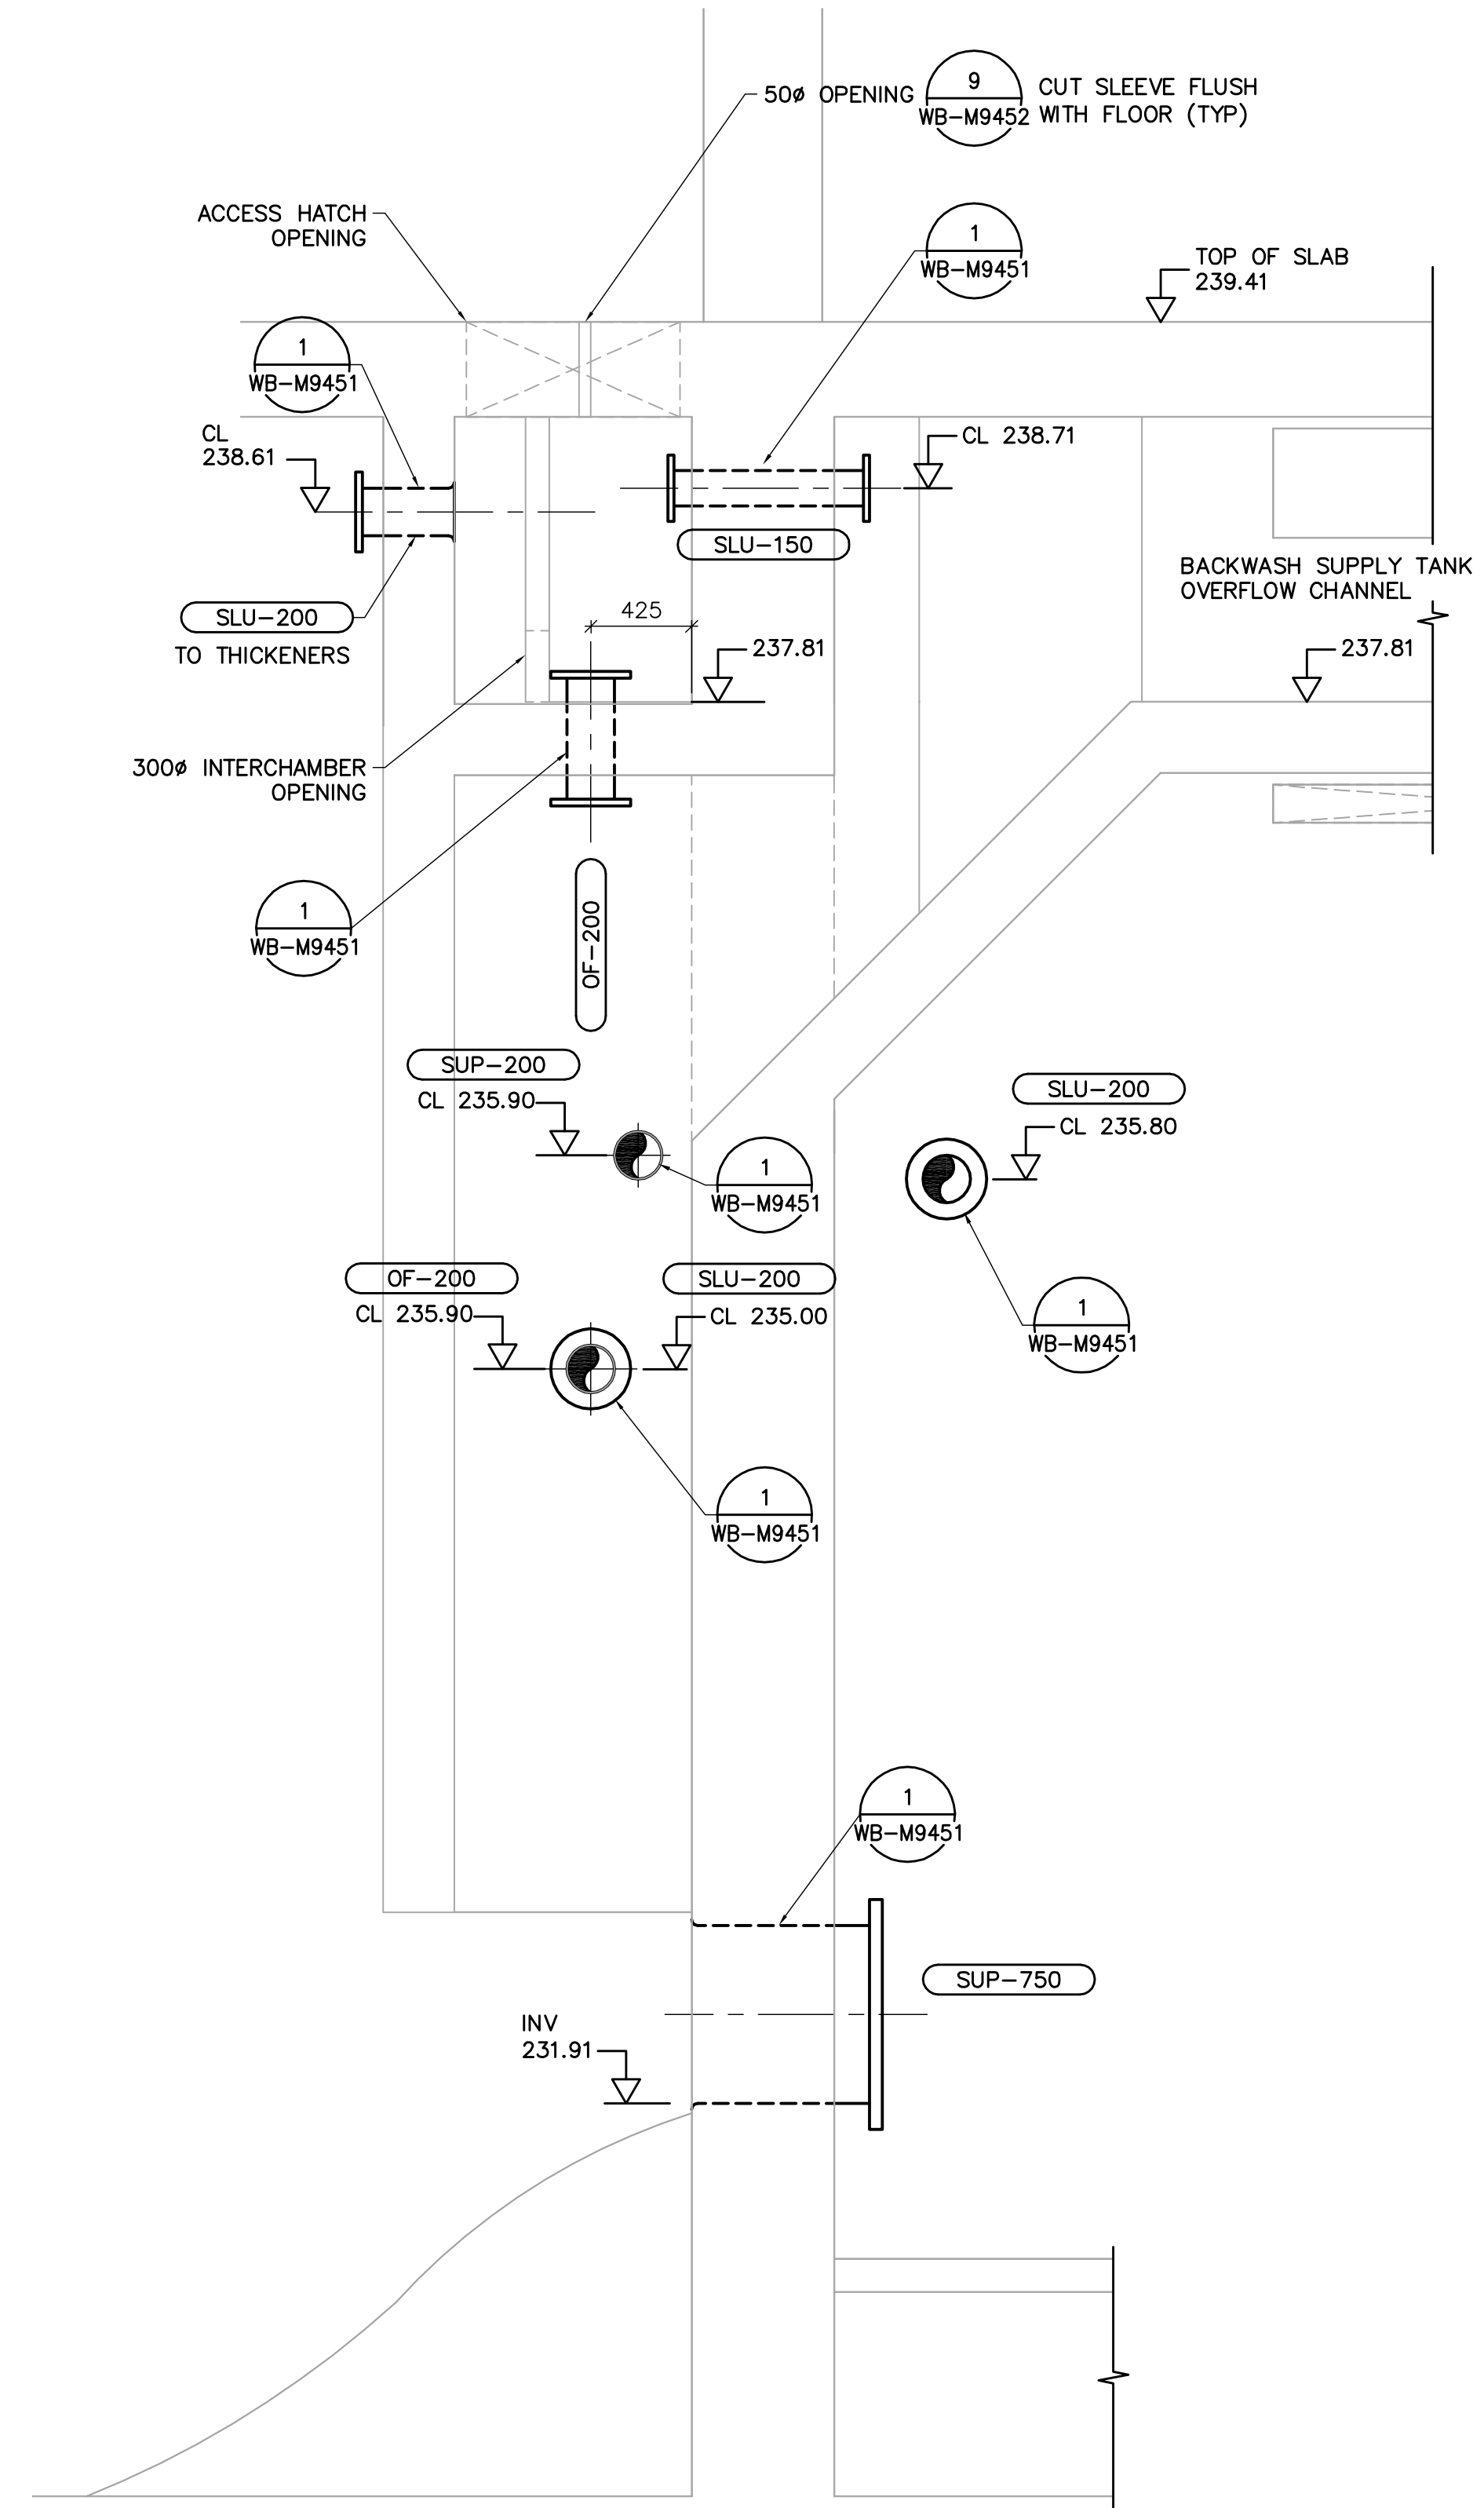 50ø OPENING
9
WB-M9452
CUT SLEEVE FLUSH
WITH FLOOR (TYP)
ACCESS HATCH
OPENING
1
WB-M9451
TOP OF SLAB
239.41
1
WB-M9451
CL
238.61
CL 238.71
SLU-150
BACKWASH SUPPLY TANK
OVERFLOW CHANNEL
SLU-200
TO THICKENERS
425
237.81
237.81
300ø INTERCHAMBER
OPENING
1
WB-M9451
OF-200
SUP-200
CL 235.90
SLU-200
CL 235.80
1
WB-M9451
OF-200
CL 235.90
SLU-200
CL 235.00
1
WB-M9451
1
WB-M9451
1
WB-M9451
SUP-750
INV
231.91